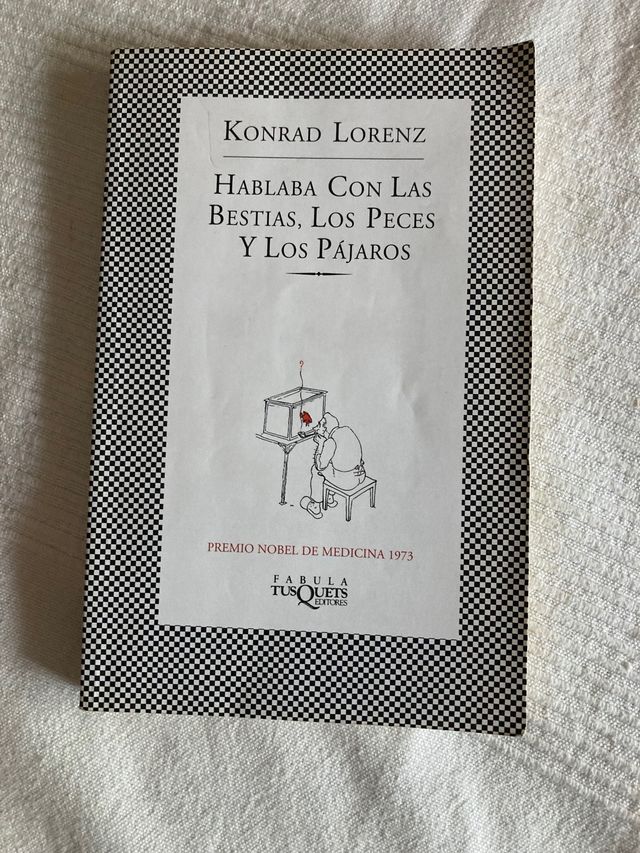 KONRAD LORENZ
HABLABA CON LAS
BESTIAS, LOS PECES
Y LOS PÁJAROS
?
PREMIO NOBEL DE MEDICINA 1973
FABULA
TUSQUETS
EDITORES